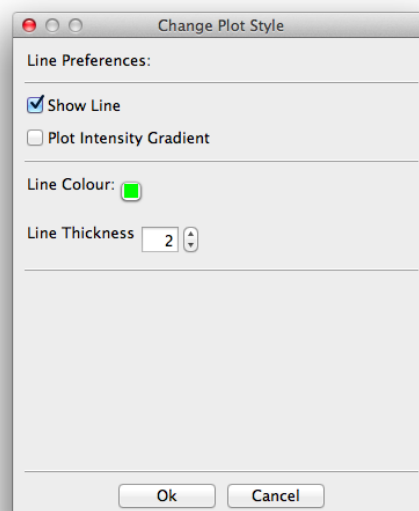 Change Plot Style
Line Preferences:
Show Line
Plot Intensity Gradient
Line Colour:
Line Thickness 2
Ok Cancel